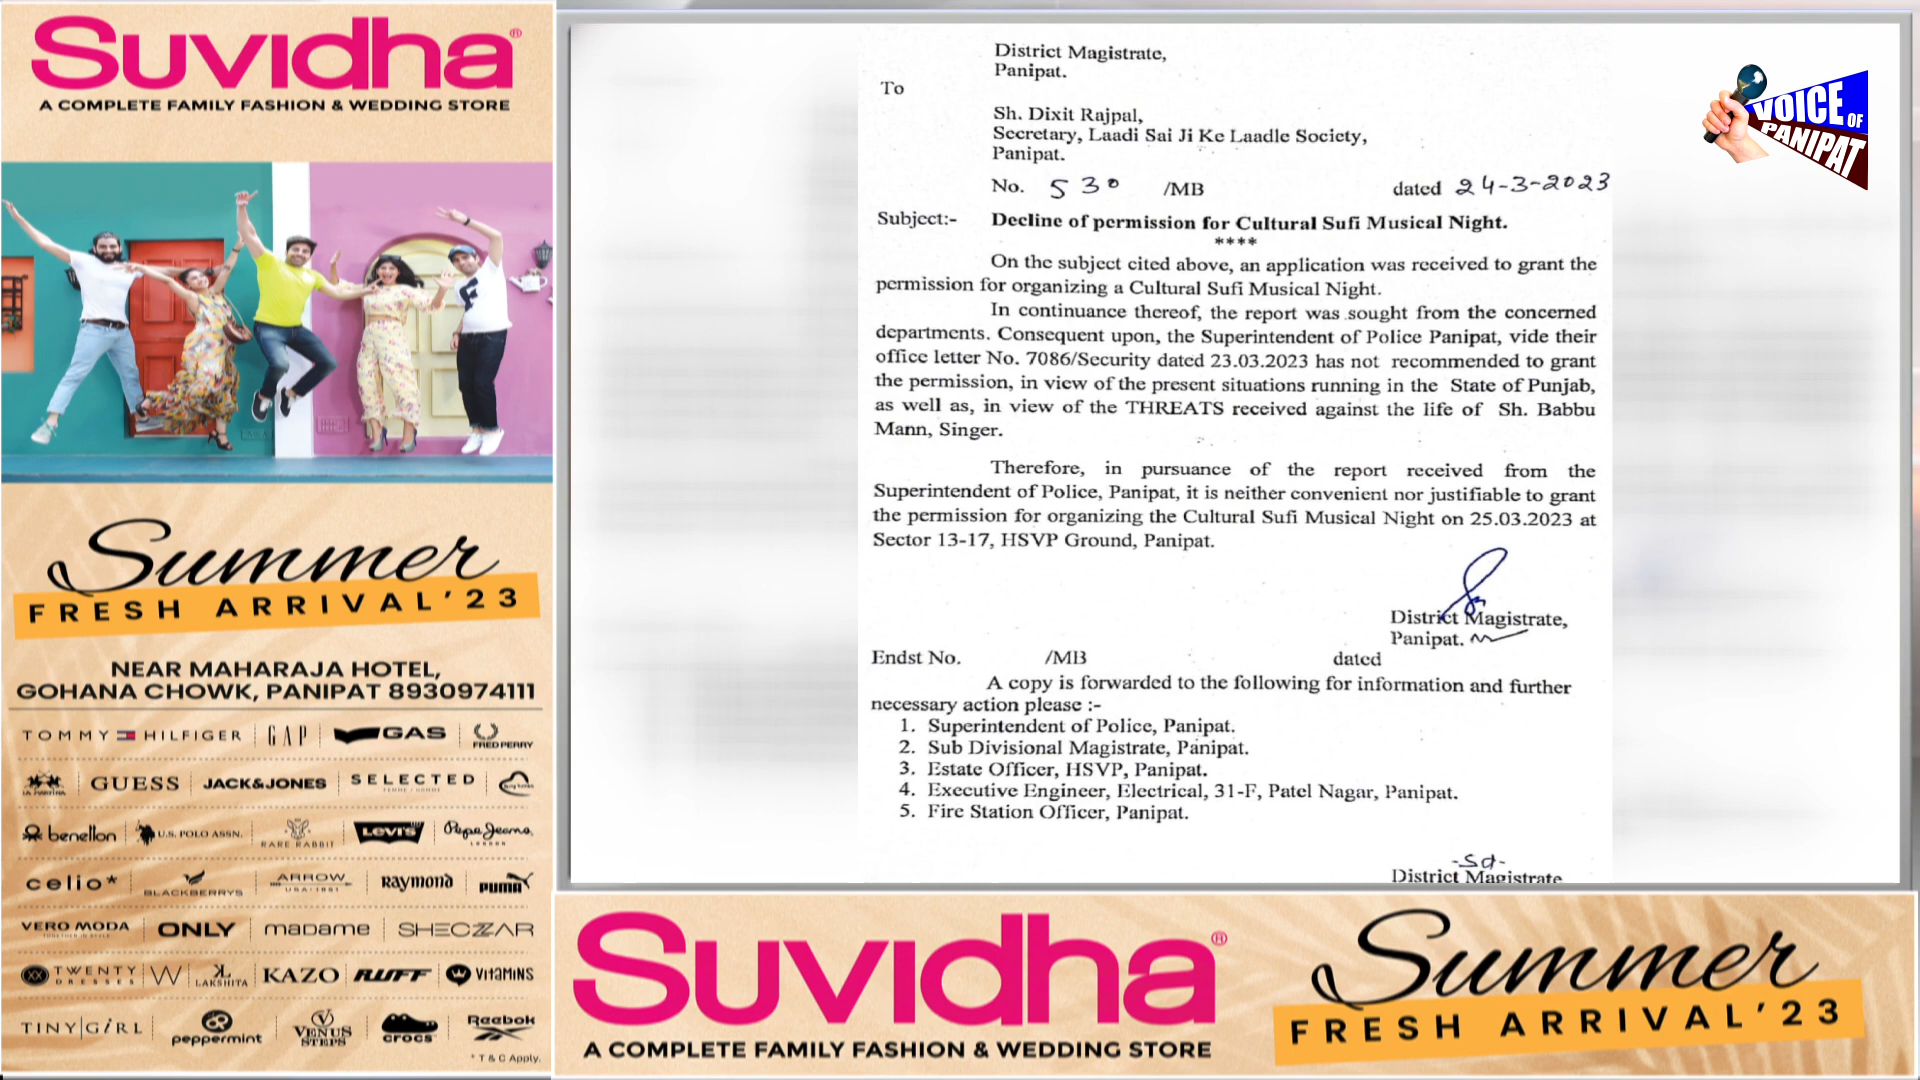 Suvidha®
A COMPLETE FAMILY FASHION & WEDDING STORE
Summer
FRESH ARRIVAL'23
NEAR MAHARAJA HOTEL,
GOHANA CHOWK, PANIPAT 8930974111
TOMMY HILFIGER GAP GAS FRED PERRY
LA MARTINA GUESS JACK&JONES SELECTED
FEMME / HOMME
benetton U.S. POLO ASSN. RARE RABBIT Levi's Pepe Jeans
LONDON
celio* BLACKBERRYS ARROW Raymond PUMA
USA·1851
VERO MODA ONLY madame SHECZZAR
TWENTY DRESSES W LAKSHITA KAZO RUFF VITAMINS
TINY GiRL peppermint VENUS STEPS crocs Reebok
* T & C Apply.
District Magistrate,
Panipat.
To
Sh. Dixit Rajpal,
Secretary, Laadi Sai Ji Ke Laadle Society,
Panipat.
No. 530 /MB dated 24-3-2023
Subject:- Decline of permission for Cultural Sufi Musical Night.
****
On the subject cited above, an application was received to grant the
permission for organizing a Cultural Sufi Musical Night.
In continuance thereof, the report was sought from the concerned
departments. Consequent upon, the Superintendent of Police Panipat, vide their
office letter No. 7086/Security dated 23.03.2023 has not recommended to grant
the permission, in view of the present situations running in the State of Punjab,
as well as, in view of the THREATS received against the life of Sh. Babbu
Mann, Singer.
Therefore, in pursuance of the report received from the
Superintendent of Police, Panipat, it is neither convenient nor justifiable to grant
the permission for organizing the Cultural Sufi Musical Night on 25.03.2023 at
Sector 13-17, HSVP Ground, Panipat.
District Magistrate,
Panipat.
Endst No. /MB dated
A copy is forwarded to the following for information and further
necessary action please :-
1. Superintendent of Police, Panipat.
2. Sub Divisional Magistrate, Panipat.
3. Estate Officer, HSVP, Panipat.
4. Executive Engineer, Electrical, 31-F, Patel Nagar, Panipat.
5. Fire Station Officer, Panipat.
-Sd-
District Magistrate
VOICE OF
PANIPAT
Suvidha®
A COMPLETE FAMILY FASHION & WEDDING STORE
Summer
FRESH ARRIVAL'23